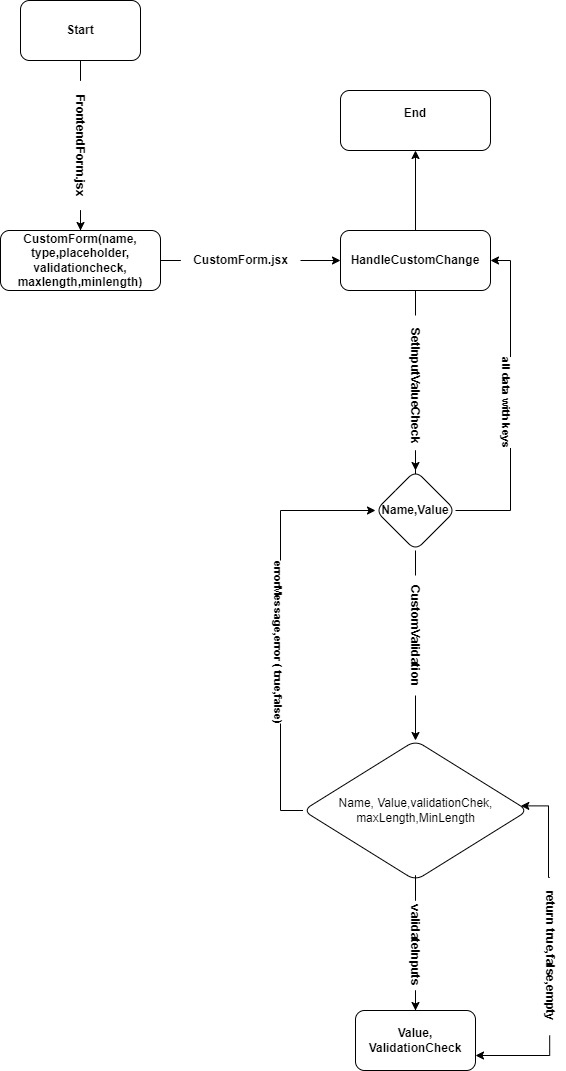 Start
FrontendForm.jsx
End
CustomForm(name,
type,placeholder,
validationcheck,
maxlength,minlength)
CustomForm.jsx
HandleCustomChange
SetInputValueCheck
all data with keys
Name,Value
errorMessage,error ( true,false)
CustomValidation
Name, Value,validationChek,
maxLength,MinLength
validateInputs
return true,false,empty
Value,
ValidationCheck